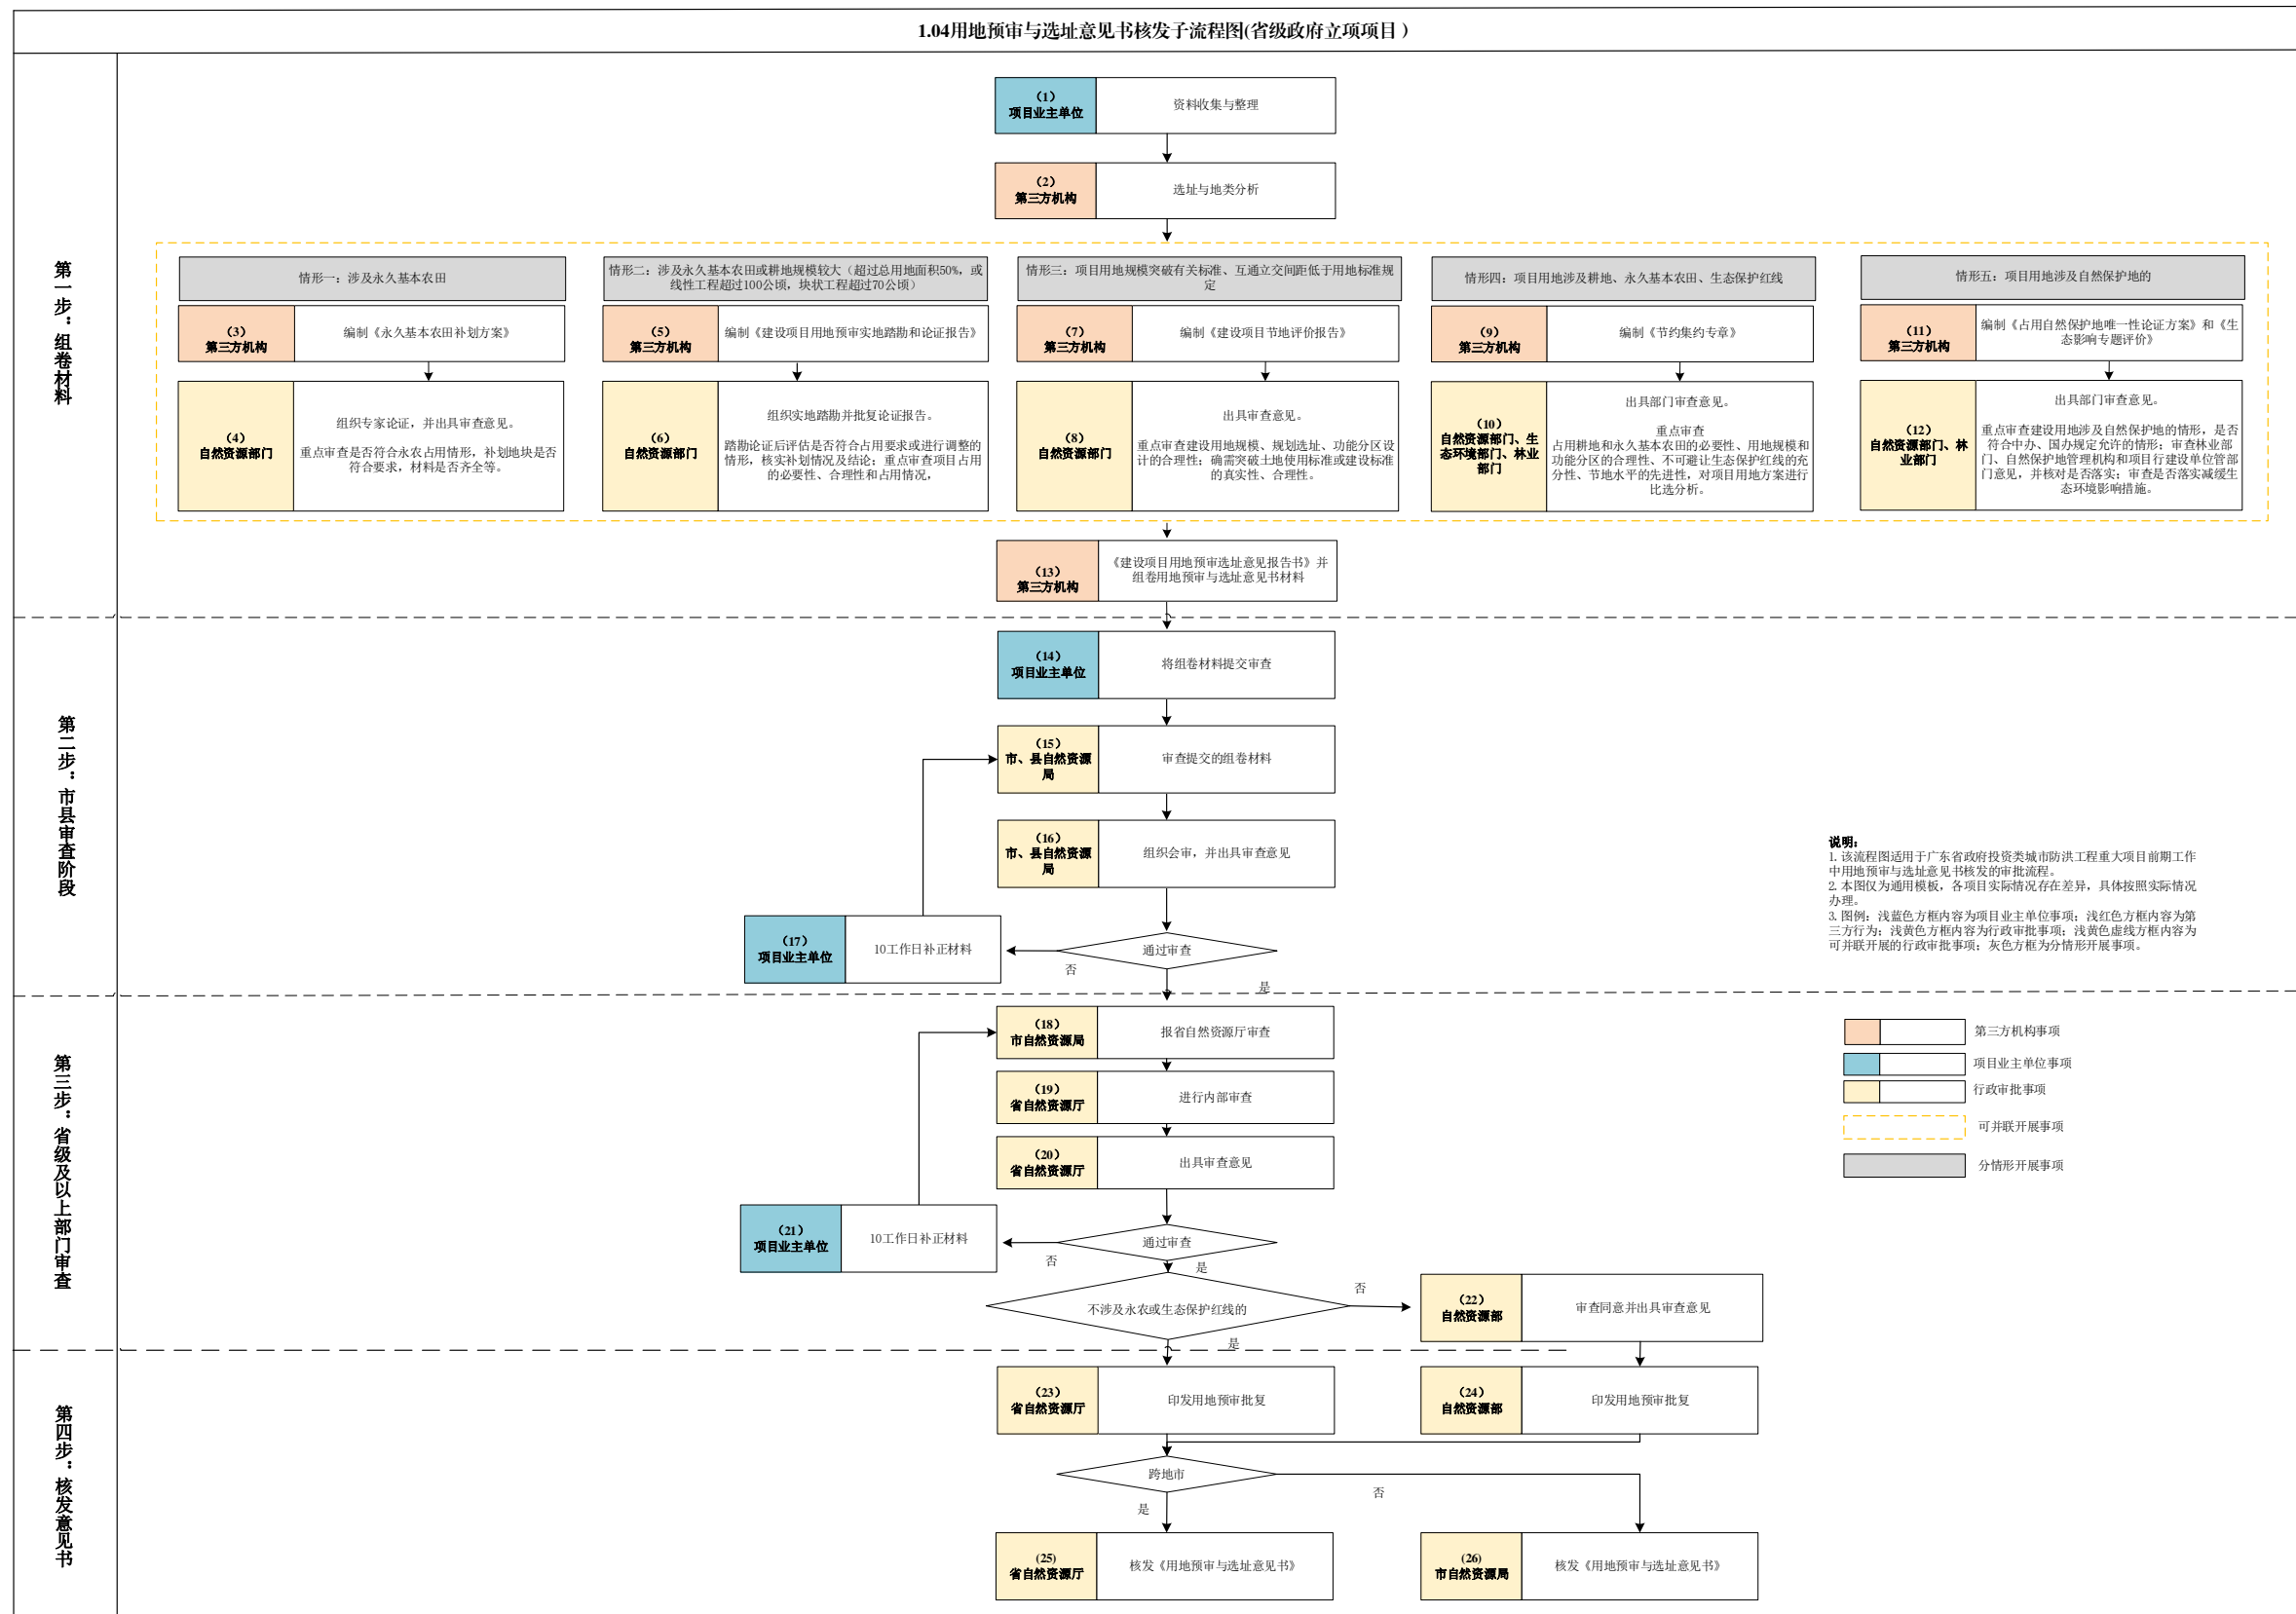 1.04用地预审与选址意见书核发子流程图(省级政府立项项目 )
第一步：组卷材料
(1)
项目业主单位
资料收集与整理
(2)
第三方机构
选址与地类分析
情形一：涉及永久基本农田
(3)
第三方机构
编制《永久基本农田补划方案》
(4)
自然资源部门
组织专家论证，并出具审查意见。
重点审查是否符合永农占用情形，补划地块是否
符合要求，材料是否齐全等。
情形二：涉及永久基本农田或耕地规模较大（超过总用地面积50%，或
线性工程超过100公顷，块状工程超过70公顷）
(5)
第三方机构
编制《建设项目用地预审实地踏勘和论证报告》
(6)
自然资源部门
组织实地踏勘并批复论证报告。
踏勘论证后评估是否符合占用要求或进行调整的
情形，核实补划情况及结论；重点审查项目占用
的必要性、合理性和占用情况，
情形三：项目用地规模突破有关标准、互通立交间距低于用地标准规
定
(7)
第三方机构
编制《建设项目节地评价报告》
(8)
自然资源部门
出具审查意见。
重点审查建设用地规模、规划选址、功能分区设
计的合理性；确需突破土地使用标准或建设标准
的真实性、合理性。
情形四：项目用地涉及耕地、永久基本农田、生态保护红线
(9)
第三方机构
编制《节约集约专章》
(10)
自然资源部门、生
态环境部门、林业
部门
出具部门审查意见。
重点审查
占用耕地和永久基本农田的必要性、用地规模和
功能分区的合理性、不可避让生态保护红线的充
分性、节地水平的先进性，对项目用地方案进行
比选分析。
情形五：项目用地涉及自然保护地的
(11)
第三方机构
编制《占用自然保护地唯一性论证方案》和《生
态影响专题评价》
(12)
自然资源部门、林
业部门
出具部门审查意见。
重点审查建设用地涉及自然保护地的情形，是否
符合中办、国办规定允许的情形；审查林业部
门、自然保护地管理机构和项目行建设单位管部
门意见，并核对是否落实；审查是否落实减缓生
态环境影响措施。
(13)
第三方机构
《建设项目用地预审选址意见报告书》并
组卷用地预审与选址意见书材料
第二步：市县审查阶段
(14)
项目业主单位
将组卷材料提交审查
(15)
市、县自然资源
局
审查提交的组卷材料
(16)
市、县自然资源
局
组织会审，并出具审查意见
(17)
项目业主单位
10工作日补正材料
通过审查
否
是
说明：
1. 该流程图适用于广东省政府投资类城市防洪工程重大项目前期工作
中用地预审与选址意见书核发的审批流程。
2. 本图仅为通用模板，各项目实际情况存在差异，具体按照实际情况
办理。
3. 图例：浅蓝色方框内容为项目业主单位事项；浅红色方框内容为第
三方行为；浅黄色方框内容为行政审批事项；浅黄色虚线方框内容为
可并联开展的行政审批事项；灰色方框为分情形开展事项。
第三方机构事项
项目业主单位事项
行政审批事项
可并联开展事项
分情形开展事项
第三步：省级及以上部门审查
(18)
市自然资源局
报省自然资源厅审查
(19)
省自然资源厅
进行内部审查
(20)
省自然资源厅
出具审查意见
(21)
项目业主单位
10工作日补正材料
通过审查
否
是
不涉及永农或生态保护红线的
否
是
(22)
自然资源部
审查同意并出具审查意见
第四步：核发意见书
(23)
省自然资源厅
印发用地预审批复
(24)
自然资源部
印发用地预审批复
跨地市
是
否
(25)
省自然资源厅
核发《用地预审与选址意见书》
(26)
市自然资源局
核发《用地预审与选址意见书》